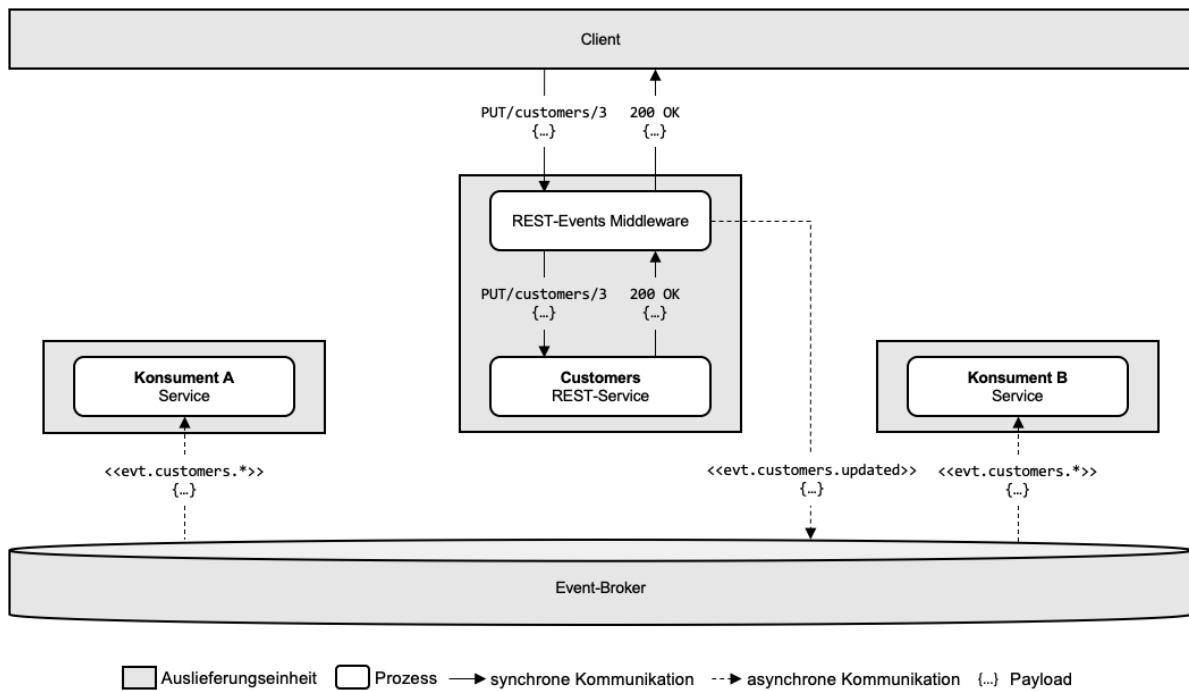 Client
PUT/customers/3
{…}
200 OK
{…}
REST-Events Middleware
PUT/customers/3
{…}
200 OK
{…}
Konsument A
Service
Customers
REST-Service
Konsument B
Service
<<evt.customers.*>>
{…}
<<evt.customers.updated>>
{…}
<<evt.customers.*>>
{…}
Event-Broker
Auslieferungseinheit
Prozess
synchrone Kommunikation
asynchrone Kommunikation
{…} Payload